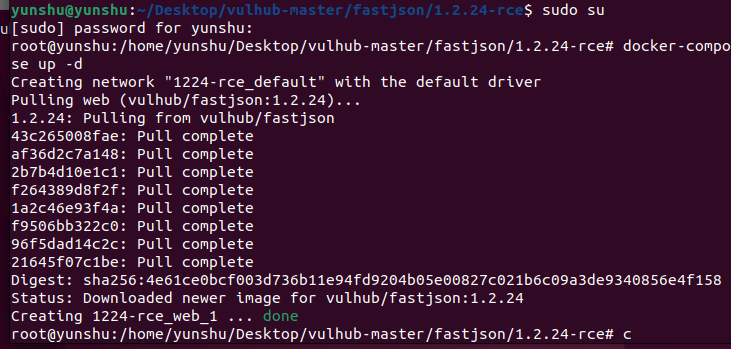 yunshu@yunshu:~/Desktop/vulhub-master/fastjson/1.2.24-rce$ sudo su
[sudo] password for yunshu:
root@yunshu:/home/yunshu/Desktop/vulhub-master/fastjson/1.2.24-rce# docker-compo
se up -d
Creating network "1224-rce_default" with the default driver
Pulling web (vulhub/fastjson:1.2.24)...
1.2.24: Pulling from vulhub/fastjson
43c265008fae: Pull complete
af36d2c7a148: Pull complete
2b7b4d10e1c1: Pull complete
f264389d8f2f: Pull complete
1a2c46e93f4a: Pull complete
f9506bb322c0: Pull complete
96f5dad14c2c: Pull complete
21645f07c1be: Pull complete
Digest: sha256:4e61ce0bcf003d736b11e94fd9204b05e00827c021b6c09a3de9340856e4f158
Status: Downloaded newer image for vulhub/fastjson:1.2.24
Creating 1224-rce_web_1 ... done
root@yunshu:/home/yunshu/Desktop/vulhub-master/fastjson/1.2.24-rce# c